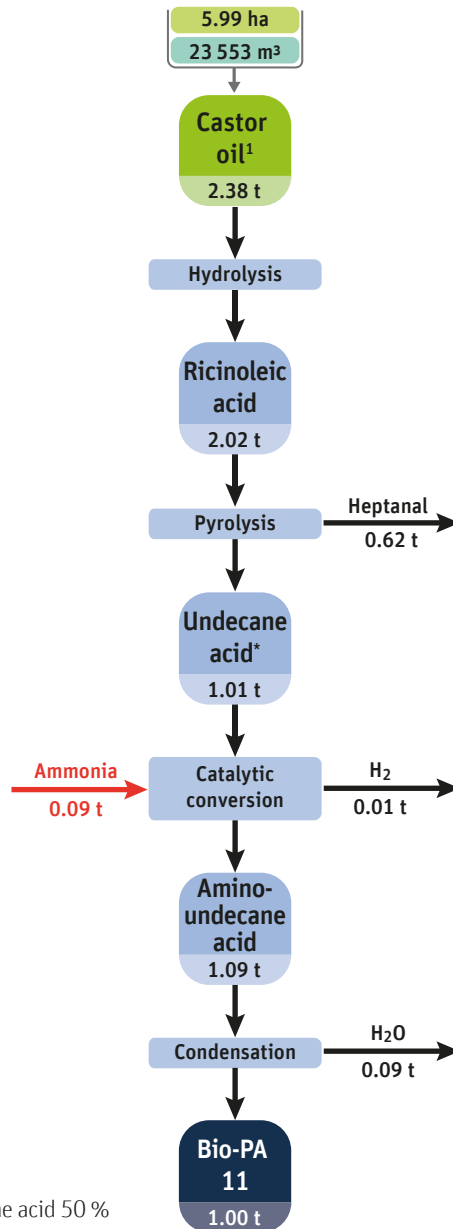 5.99 ha
23 553 m³
Castor
oil¹
2.38 t
Hydrolysis
Ricinoleic
acid
2.02 t
Pyrolysis
Heptanal
0.62 t
Undecane
acid*
1.01 t
Ammonia
0.09 t
Catalytic
conversion
H₂
0.01 t
Amino-
undecane
acid
1.09 t
Condensation
H₂O
0.09 t
Bio-PA
11
1.00 t
acid 50 %